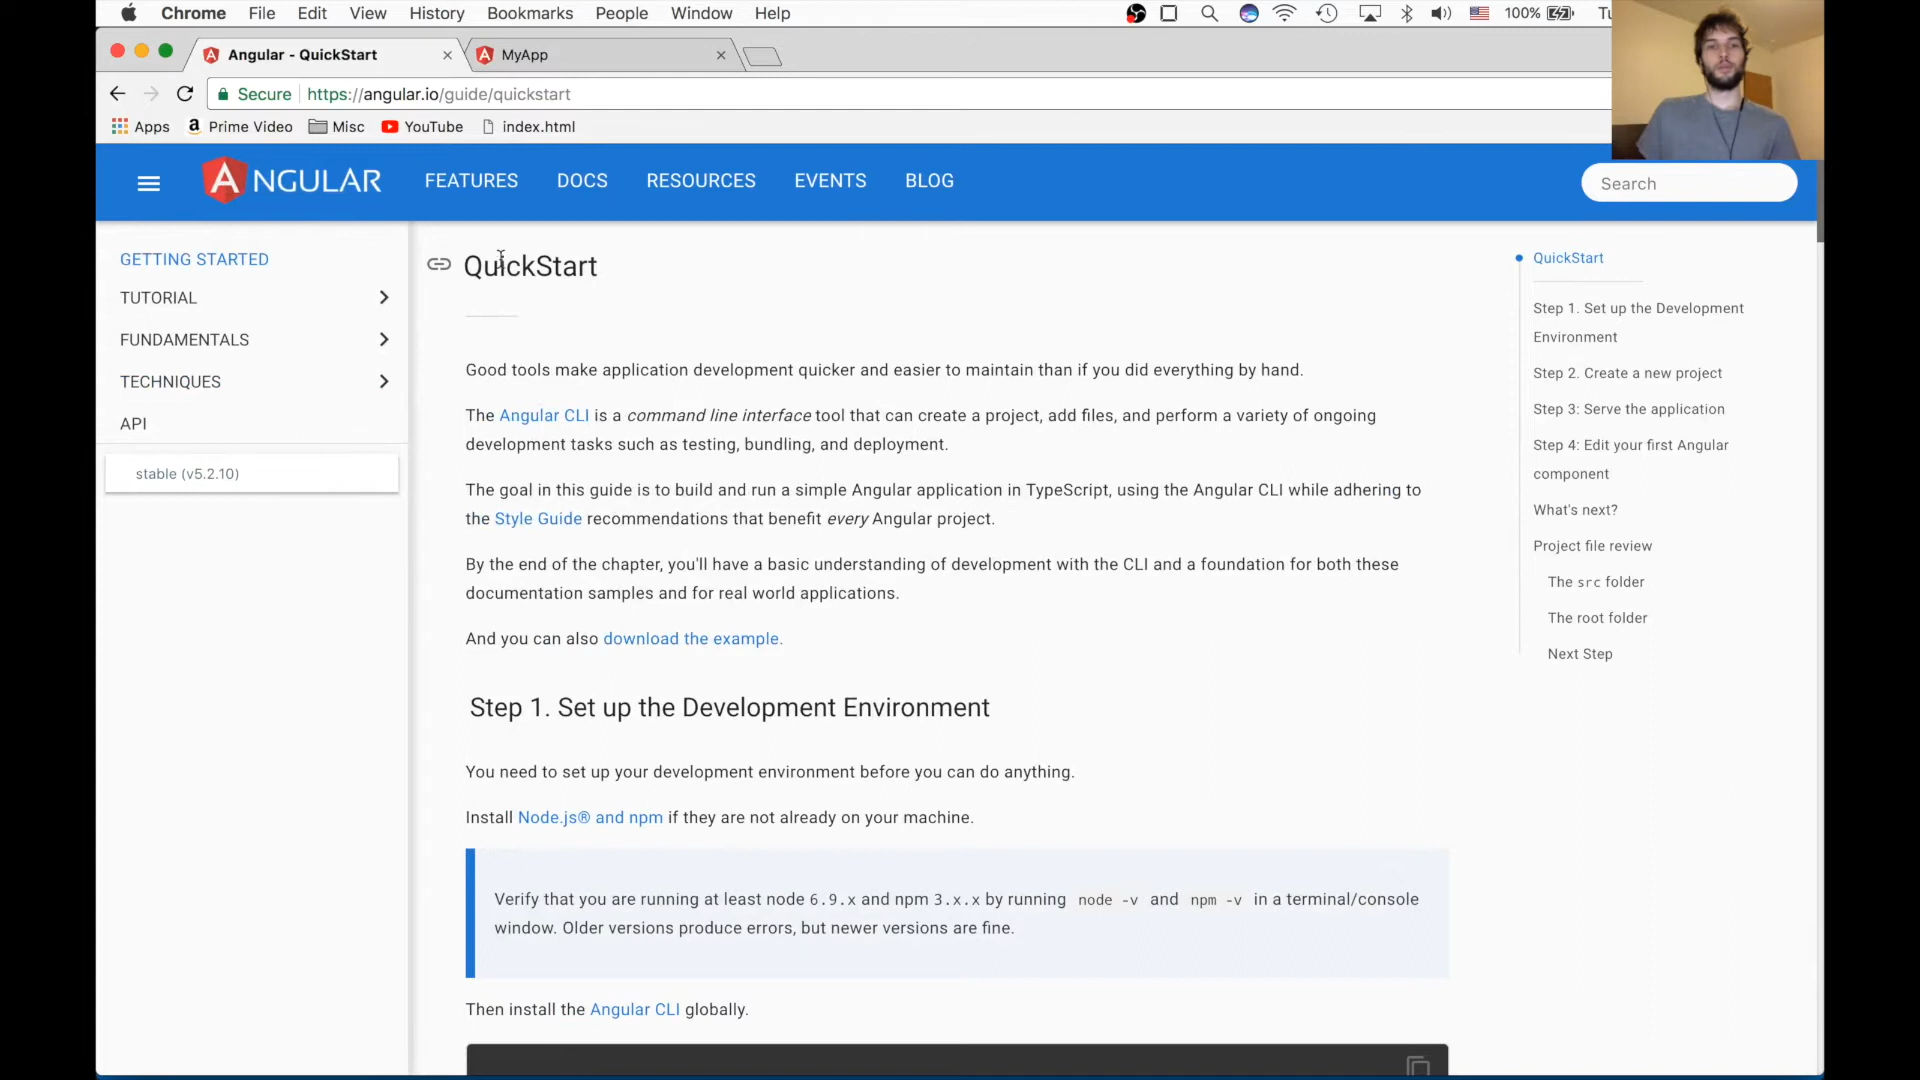 Chrome File Edit View History Bookmarks People Window Help 100%
Angular - QuickStart MyApp
Secure https://angular.io/guide/quickstart
Apps Prime Video Misc YouTube index.html
ANGULAR FEATURES DOCS RESOURCES EVENTS BLOG Search
GETTING STARTED
TUTORIAL
FUNDAMENTALS
TECHNIQUES
API
stable (v5.2.10)
QuickStart
Good tools make application development quicker and easier to maintain than if you did everything by hand.
The Angular CLI is a command line interface tool that can create a project, add files, and perform a variety of ongoing
development tasks such as testing, bundling, and deployment.
The goal in this guide is to build and run a simple Angular application in TypeScript, using the Angular CLI while adhering to
the Style Guide recommendations that benefit every Angular project.
By the end of the chapter, you'll have a basic understanding of development with the CLI and a foundation for both these
documentation samples and for real world applications.
And you can also download the example.
Step 1. Set up the Development Environment
You need to set up your development environment before you can do anything.
Install Node.js® and npm if they are not already on your machine.
Verify that you are running at least node 6.9.x and npm 3.x.x by running node -v and npm -v in a terminal/console
window. Older versions produce errors, but newer versions are fine.
Then install the Angular CLI globally.
QuickStart
Step 1. Set up the Development
Environment
Step 2. Create a new project
Step 3: Serve the application
Step 4: Edit your first Angular
component
What's next?
Project file review
The src folder
The root folder
Next Step